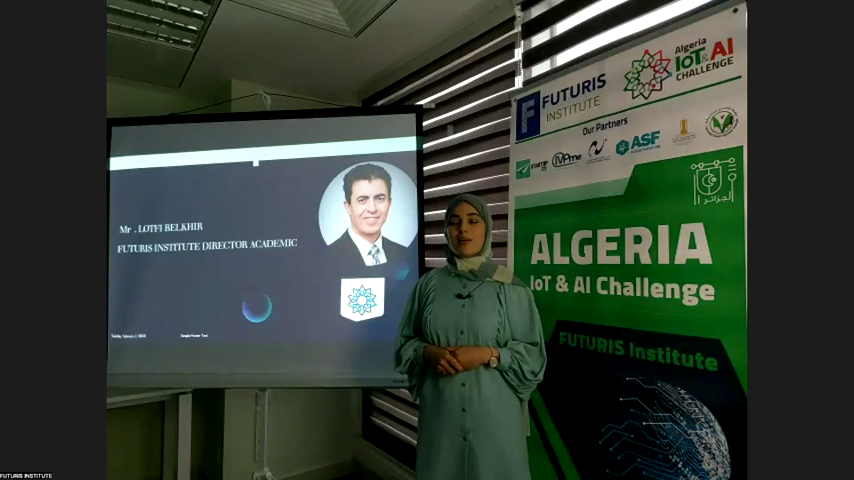 Mr . LOTFI BELKHIR
FUTURIS INSTITUTE DIRECTOR ACADEMIC
F FUTURIS
INSTITUTE
Algeria
IoT & AI
CHALLENGE
Our Partners
ASF
الجزائر
ALGERIA
IoT & AI Challenge
FUTURIS Institute
FUTURIS INSTITUTE